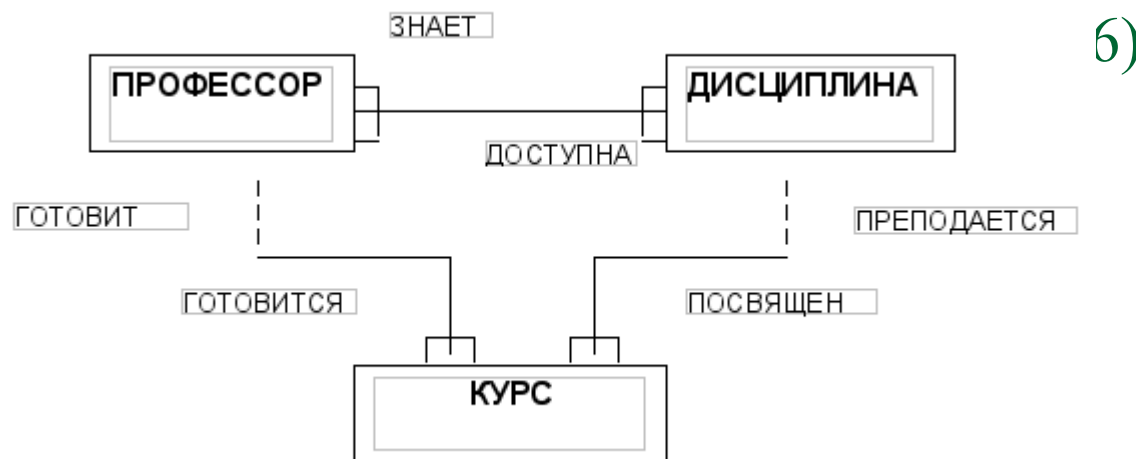 ЗНАЕТ
б)
ПРОФЕССОР
ДИСЦИПЛИНА
ДОСТУПНА
ГОТОВИТ
ПРЕПОДАЕТСЯ
ГОТОВИТСЯ
ПОСВЯЩЕН
КУРС